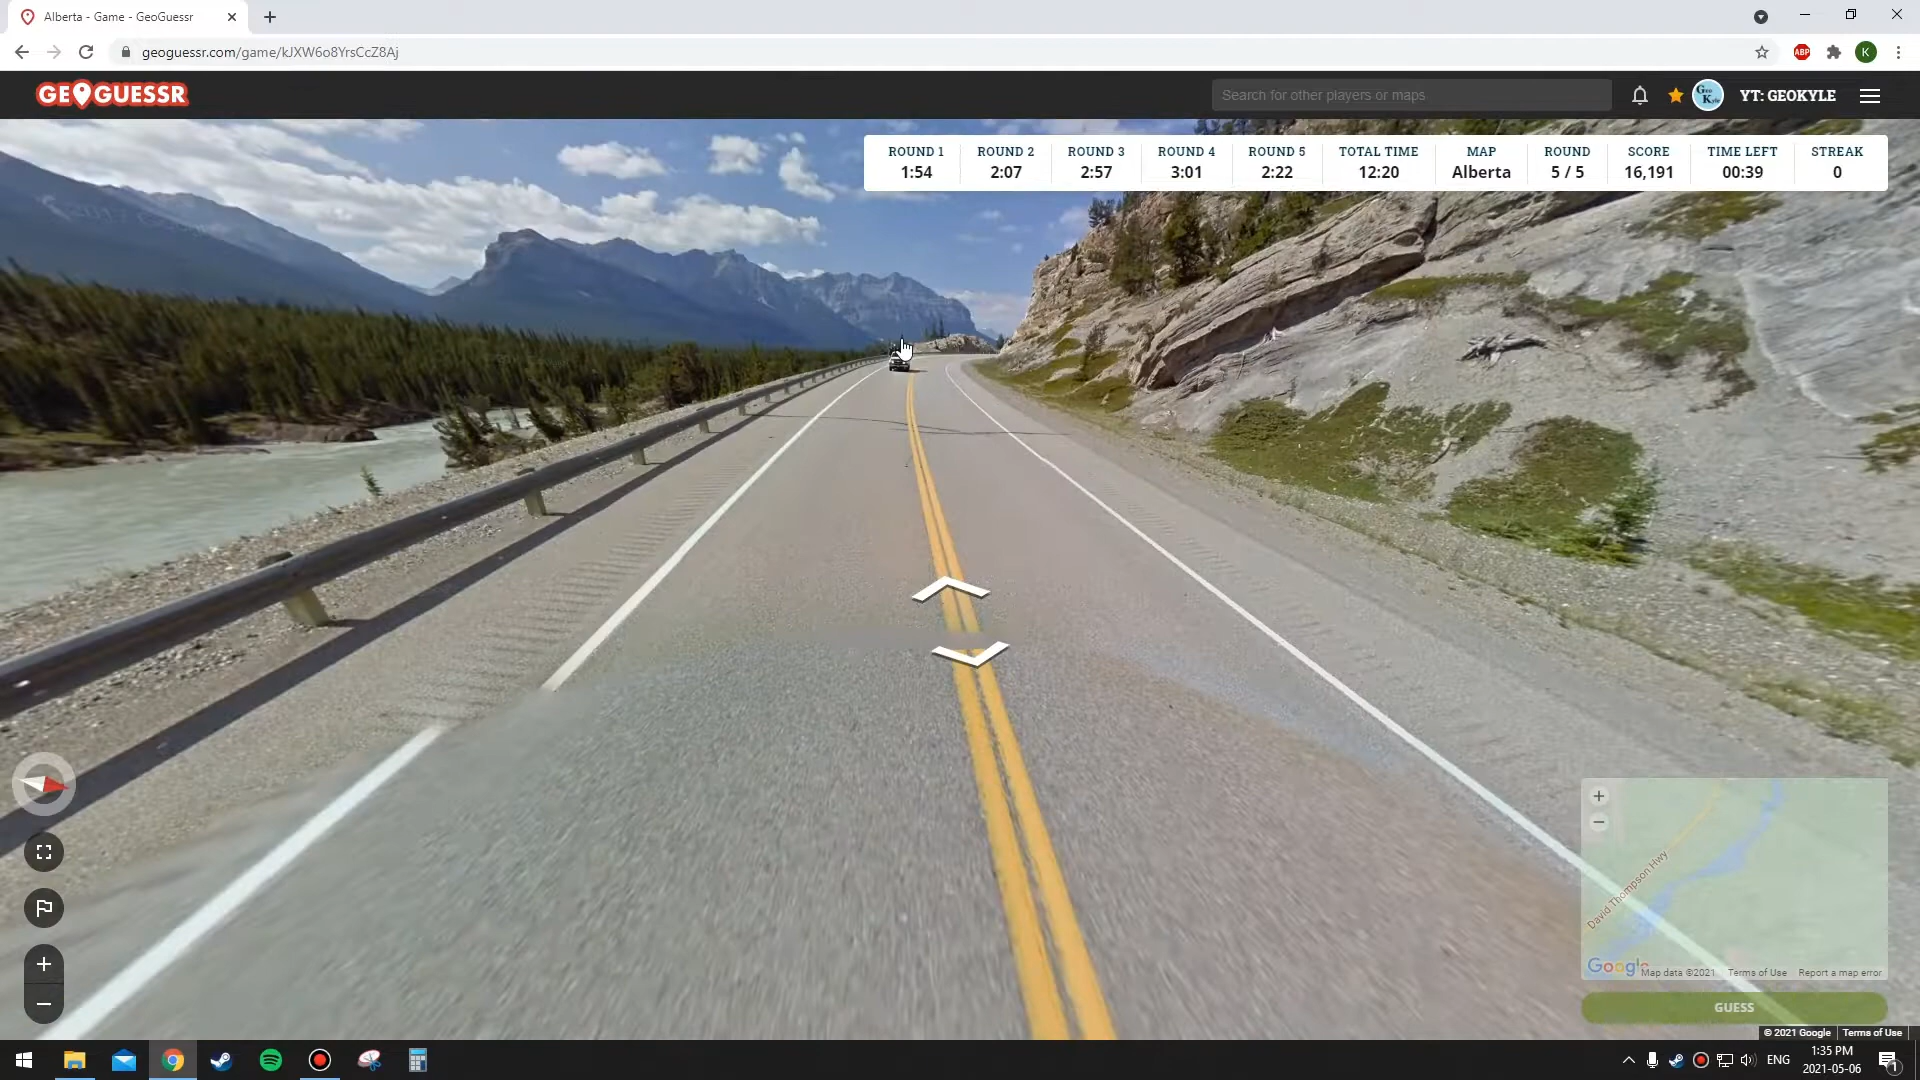 Alberta - Game - GeoGuessr
geoguessr.com/game/kJXW6o8YrsCcZ8Aj
ABP
K
GEOGUESSR
Search for other players or maps
Geo Kyle
YT: GEOKYLE
ROUND 1 ROUND 2 ROUND 3 ROUND 4 ROUND 5 TOTAL TIME MAP ROUND SCORE TIME LEFT STREAK
1:54 2:07 2:57 3:01 2:22 12:20 Alberta 5 / 5 16,191 00:39 0
David Thompson Hwy
Google Map data ©2021 Terms of Use Report a map error
GUESS
© 2021 Google Terms of Use
ENG
1:35 PM
2021-05-06
1